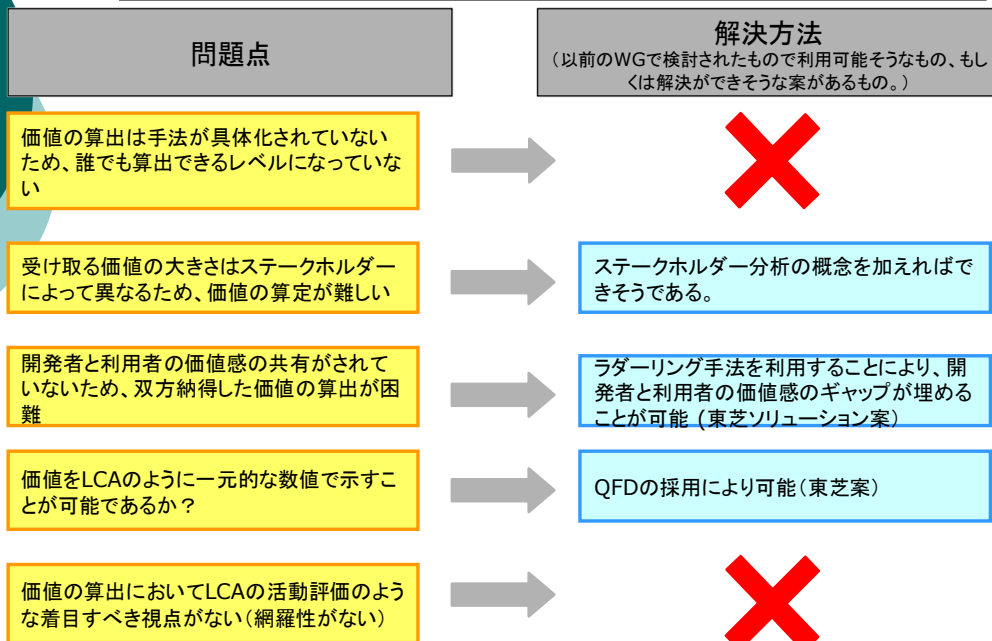 問題点
解決方法
（以前のWGで検討されたもので利用可能そうなもの、もし
くは解決ができそうな案があるもの。）
価値の算出は手法が具体化されていない
ため、誰でも算出できるレベルになっていな
い
受け取る価値の大きさはステークホルダー
によって異なるため、価値の算定が難しい
ステークホルダー分析の概念を加えればで
きそうである。
開発者と利用者の価値感の共有がされて
いないため、双方納得した価値の算出が困
難
ラダーリング手法を利用することにより、開
発者と利用者の価値感のギャップが埋める
ことが可能 (東芝ソリューション案）
価値をLCAのように一元的な数値で示すこ
とが可能であるか？
QFDの採用により可能（東芝案）
価値の算出においてLCAの活動評価のよう
な着目すべき視点がない（網羅性がない）